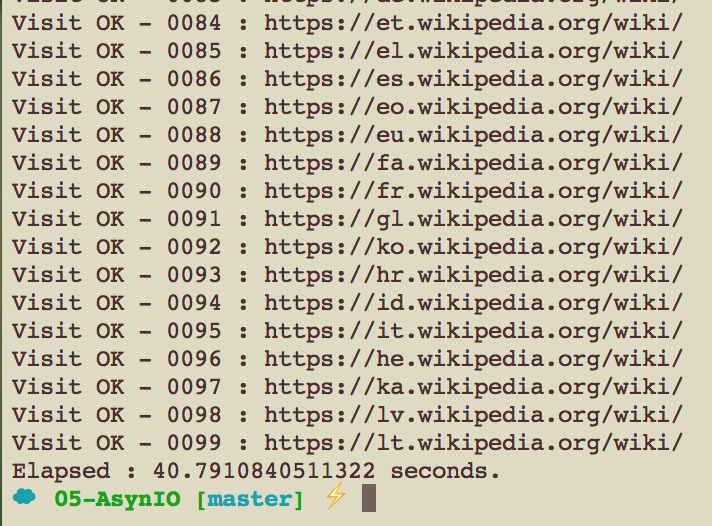 Visit OK - 0084 : https://et.wikipedia.org/wiki/
Visit OK - 0085 : https://el.wikipedia.org/wiki/
Visit OK - 0086 : https://es.wikipedia.org/wiki/
Visit OK - 0087 : https://eo.wikipedia.org/wiki/
Visit OK - 0088 : https://eu.wikipedia.org/wiki/
Visit OK - 0089 : https://fa.wikipedia.org/wiki/
Visit OK - 0090 : https://fr.wikipedia.org/wiki/
Visit OK - 0091 : https://gl.wikipedia.org/wiki/
Visit OK - 0092 : https://ko.wikipedia.org/wiki/
Visit OK - 0093 : https://hr.wikipedia.org/wiki/
Visit OK - 0094 : https://id.wikipedia.org/wiki/
Visit OK - 0095 : https://it.wikipedia.org/wiki/
Visit OK - 0096 : https://he.wikipedia.org/wiki/
Visit OK - 0097 : https://ka.wikipedia.org/wiki/
Visit OK - 0098 : https://lv.wikipedia.org/wiki/
Visit OK - 0099 : https://lt.wikipedia.org/wiki/
Elapsed : 40.7910840511322 seconds.
05-AsynIO [master] ⚡